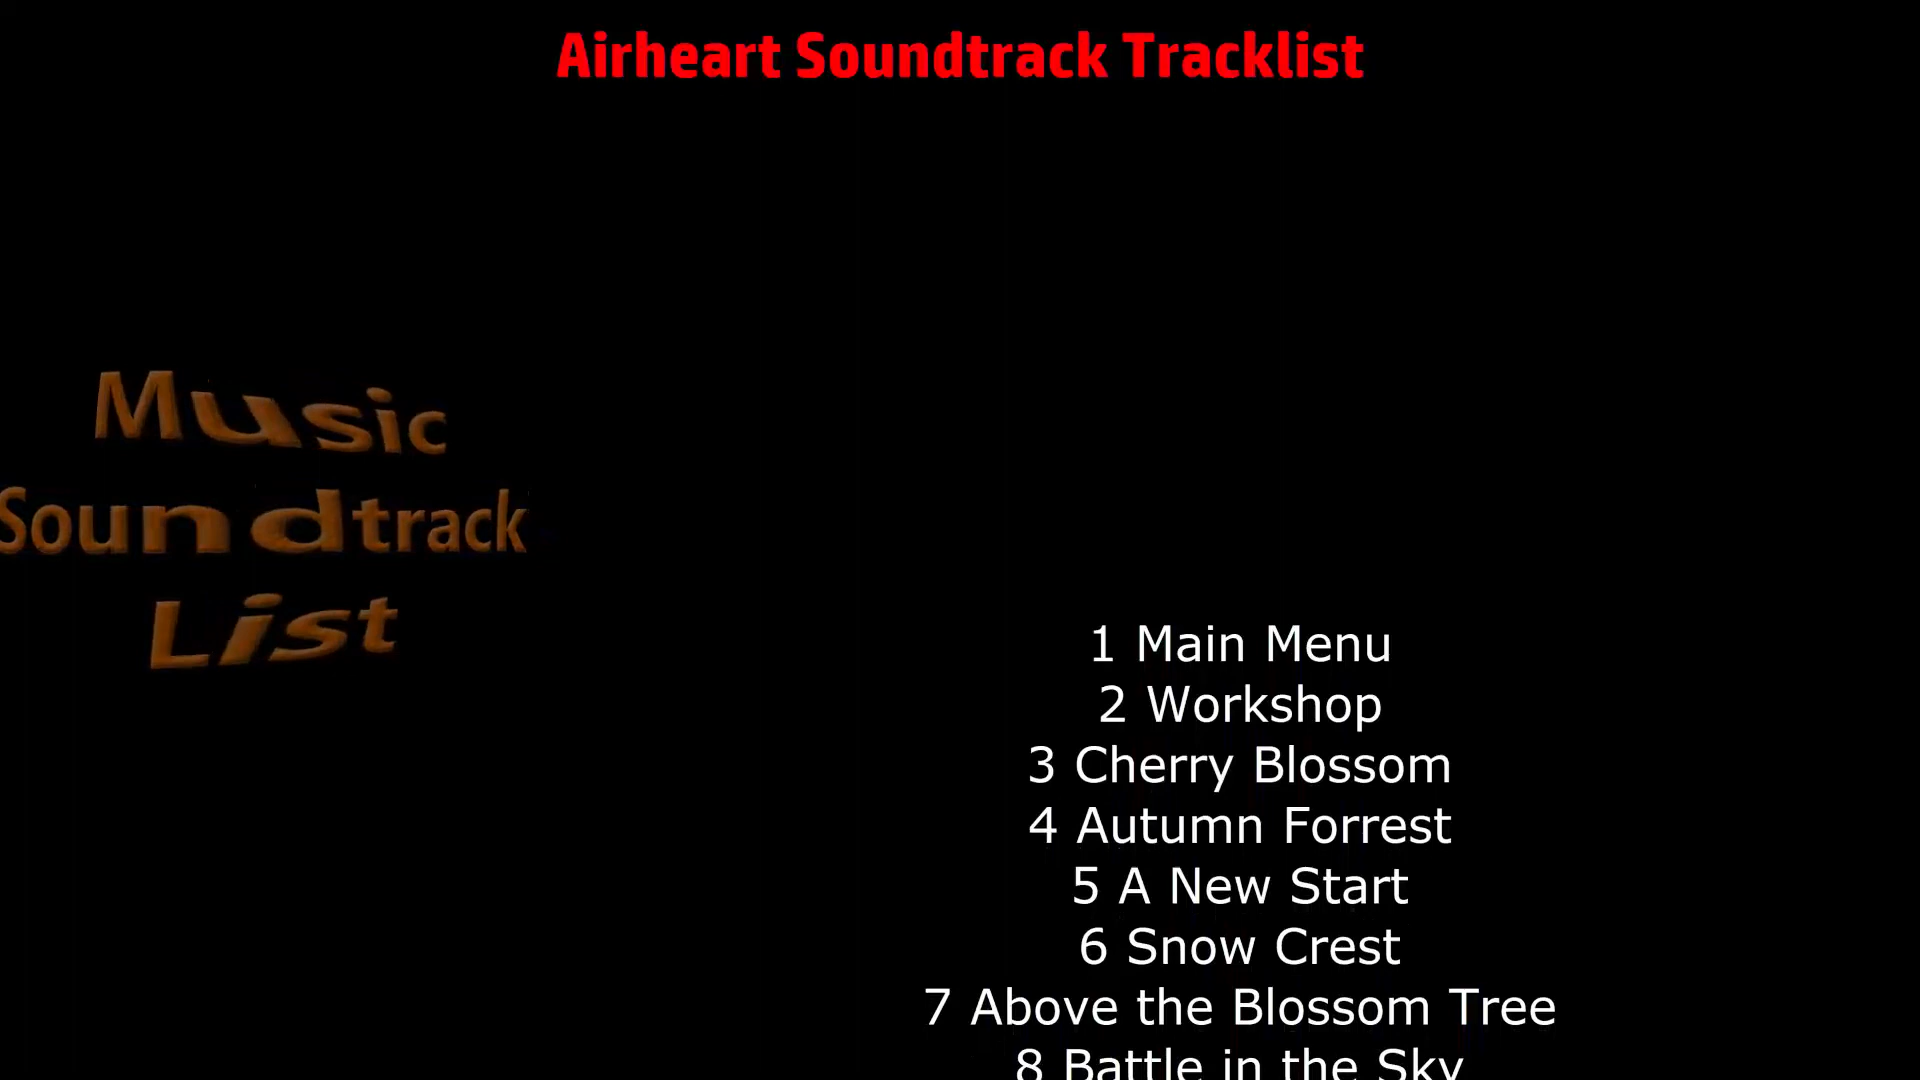 Airheart Soundtrack Tracklist
Music
Soundtrack
List
1 Main Menu
2 Workshop
3 Cherry Blossom
4 Autumn Forrest
5 A New Start
6 Snow Crest
7 Above the Blossom Tree
8 Battle in the Sky